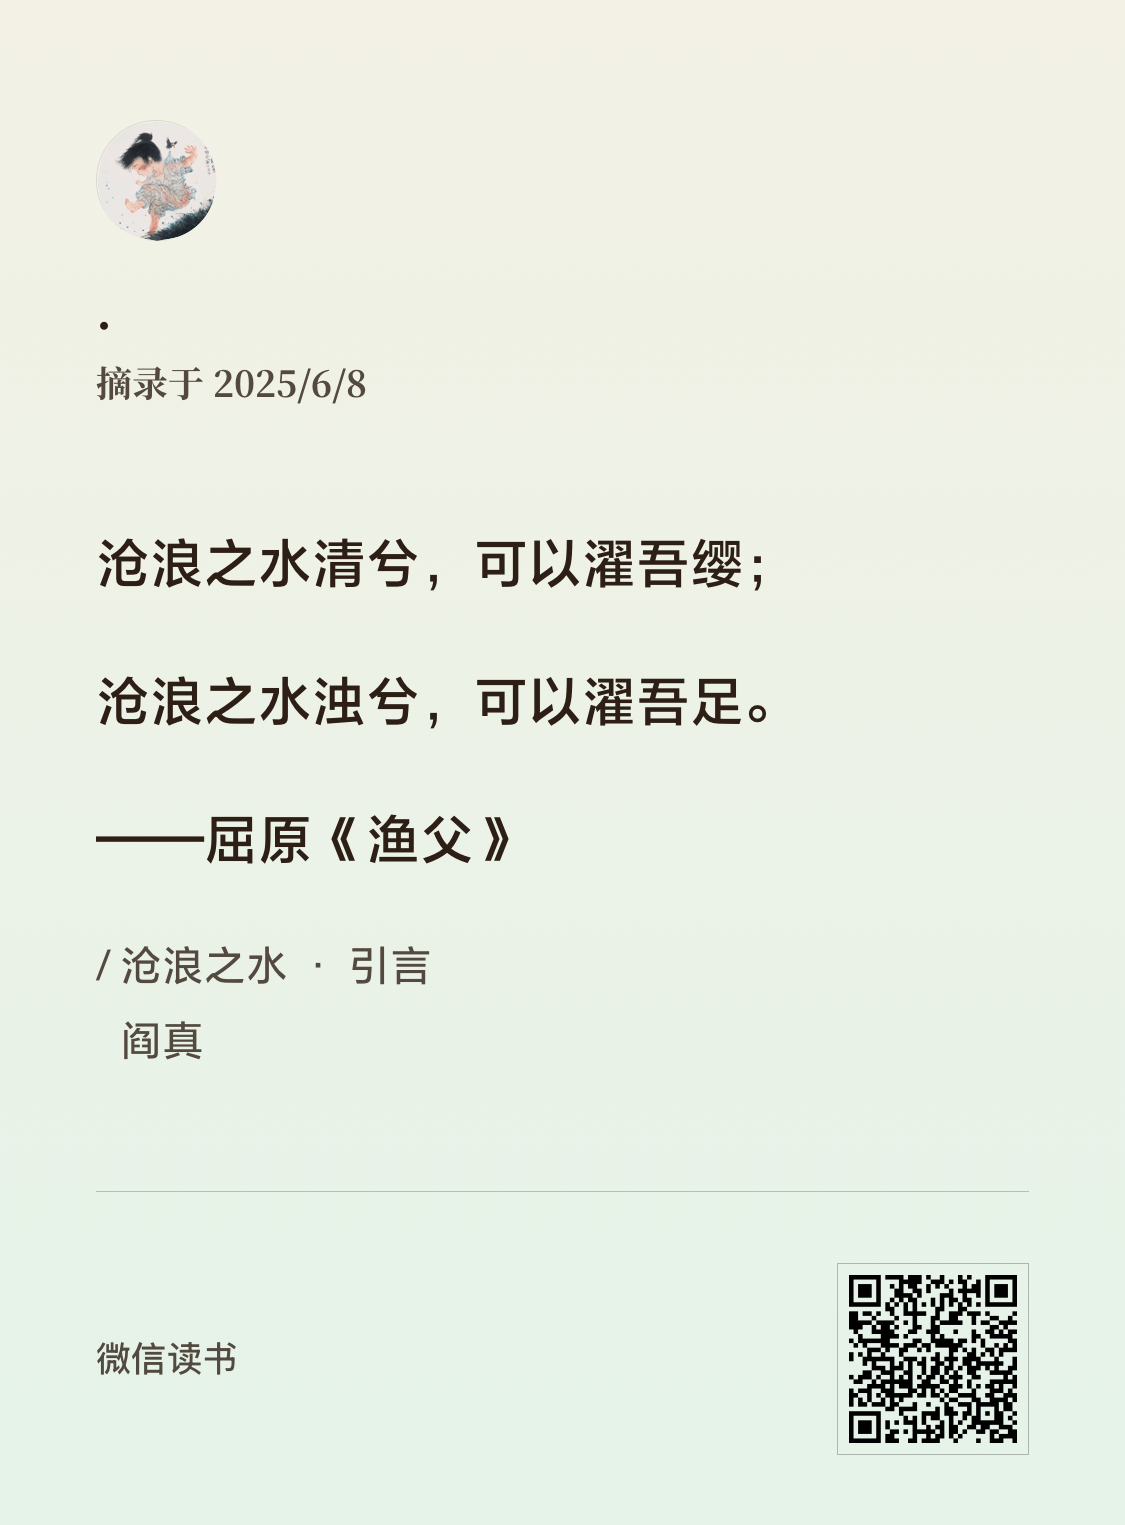 .
摘录于 2025/6/8
沧浪之水清兮，可以濯吾缨；
沧浪之水浊兮，可以濯吾足。
——屈原《渔父》
/ 沧浪之水 · 引言
阎真
微信读书